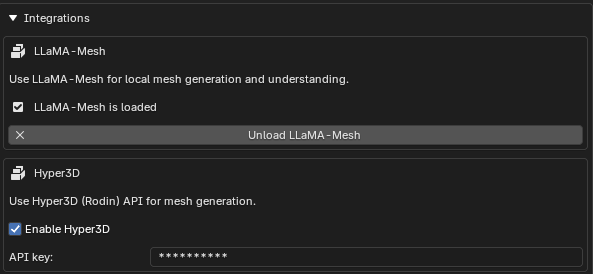 Integrations
LLaMA-Mesh
Use LLaMA-Mesh for local mesh generation and understanding.
LLaMA-Mesh is loaded
Unload LLaMA-Mesh
Hyper3D
Use Hyper3D (Rodin) API for mesh generation.
Enable Hyper3D
API key: **********